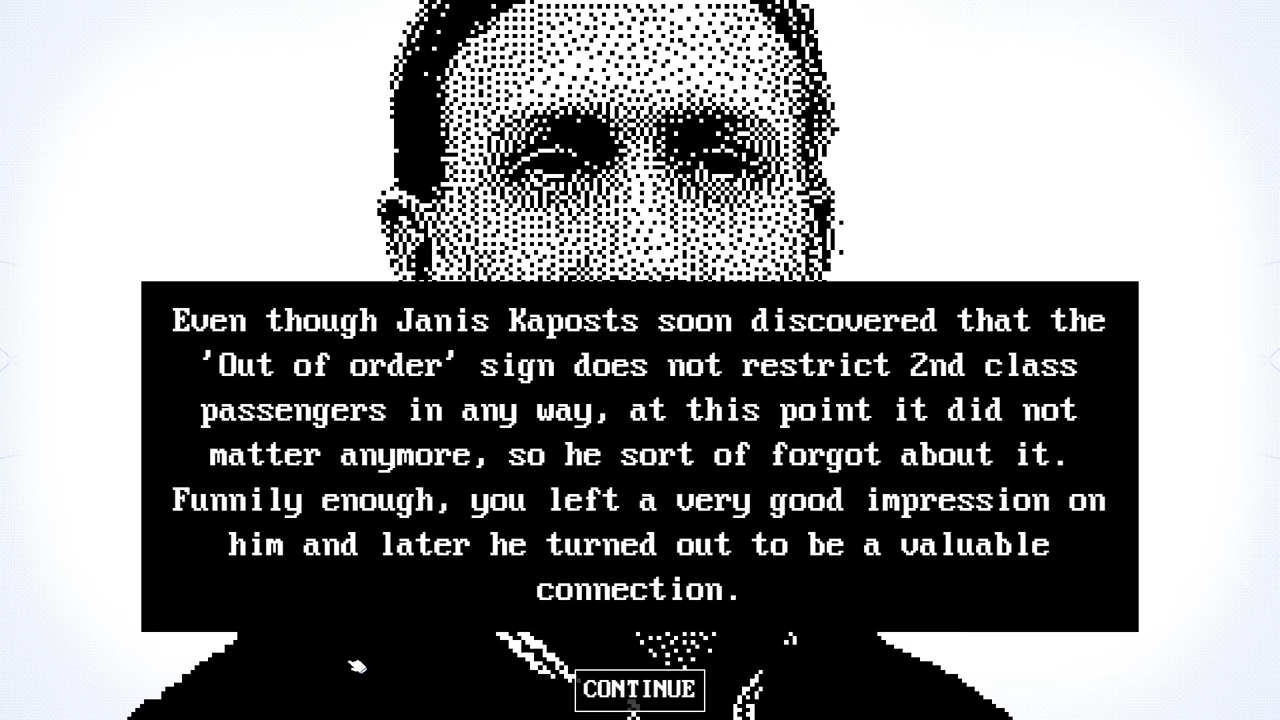 Even though Janis Kaposts soon discovered that the
'Out of order' sign does not restrict 2nd class
passengers in any way, at this point it did not
matter anymore, so he sort of forgot about it.
Funnily enough, you left a very good impression on
him and later he turned out to be a valuable
connection.
CONTINUE